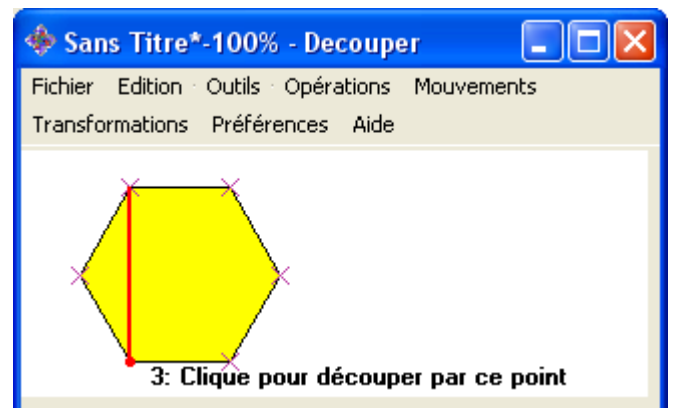 Sans Titre*-100% - Decouper
Fichier Edition Outils Opérations Mouvements
Transformations Préférences Aide
3: Clique pour découper par ce point